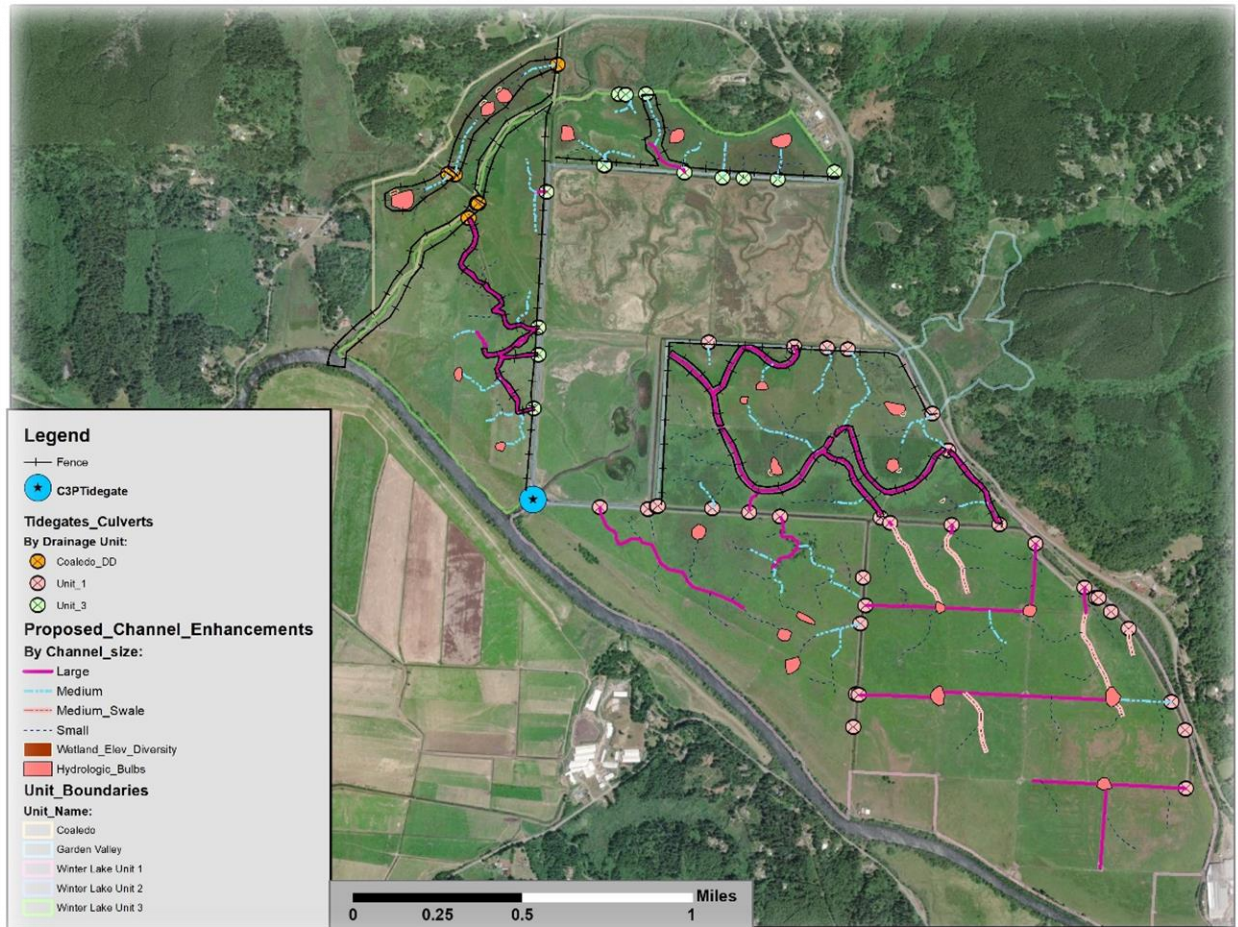 Legend
Fence
C3PTidegate
Tidegates_Culverts
By Drainage Unit:
Coaledo_DD
Unit_1
Unit_3
Proposed_Channel_Enhancements
By Channel_size:
Large
Medium
Medium_Swale
Small
Wetland_Elev_Diversity
Hydrologic_Bulbs
Unit_Boundaries
Unit_Name:
Coaledo
Garden Valley
Winter Lake Unit 1
Winter Lake Unit 2
Winter Lake Unit 3
Miles
0 0.25 0.5 1